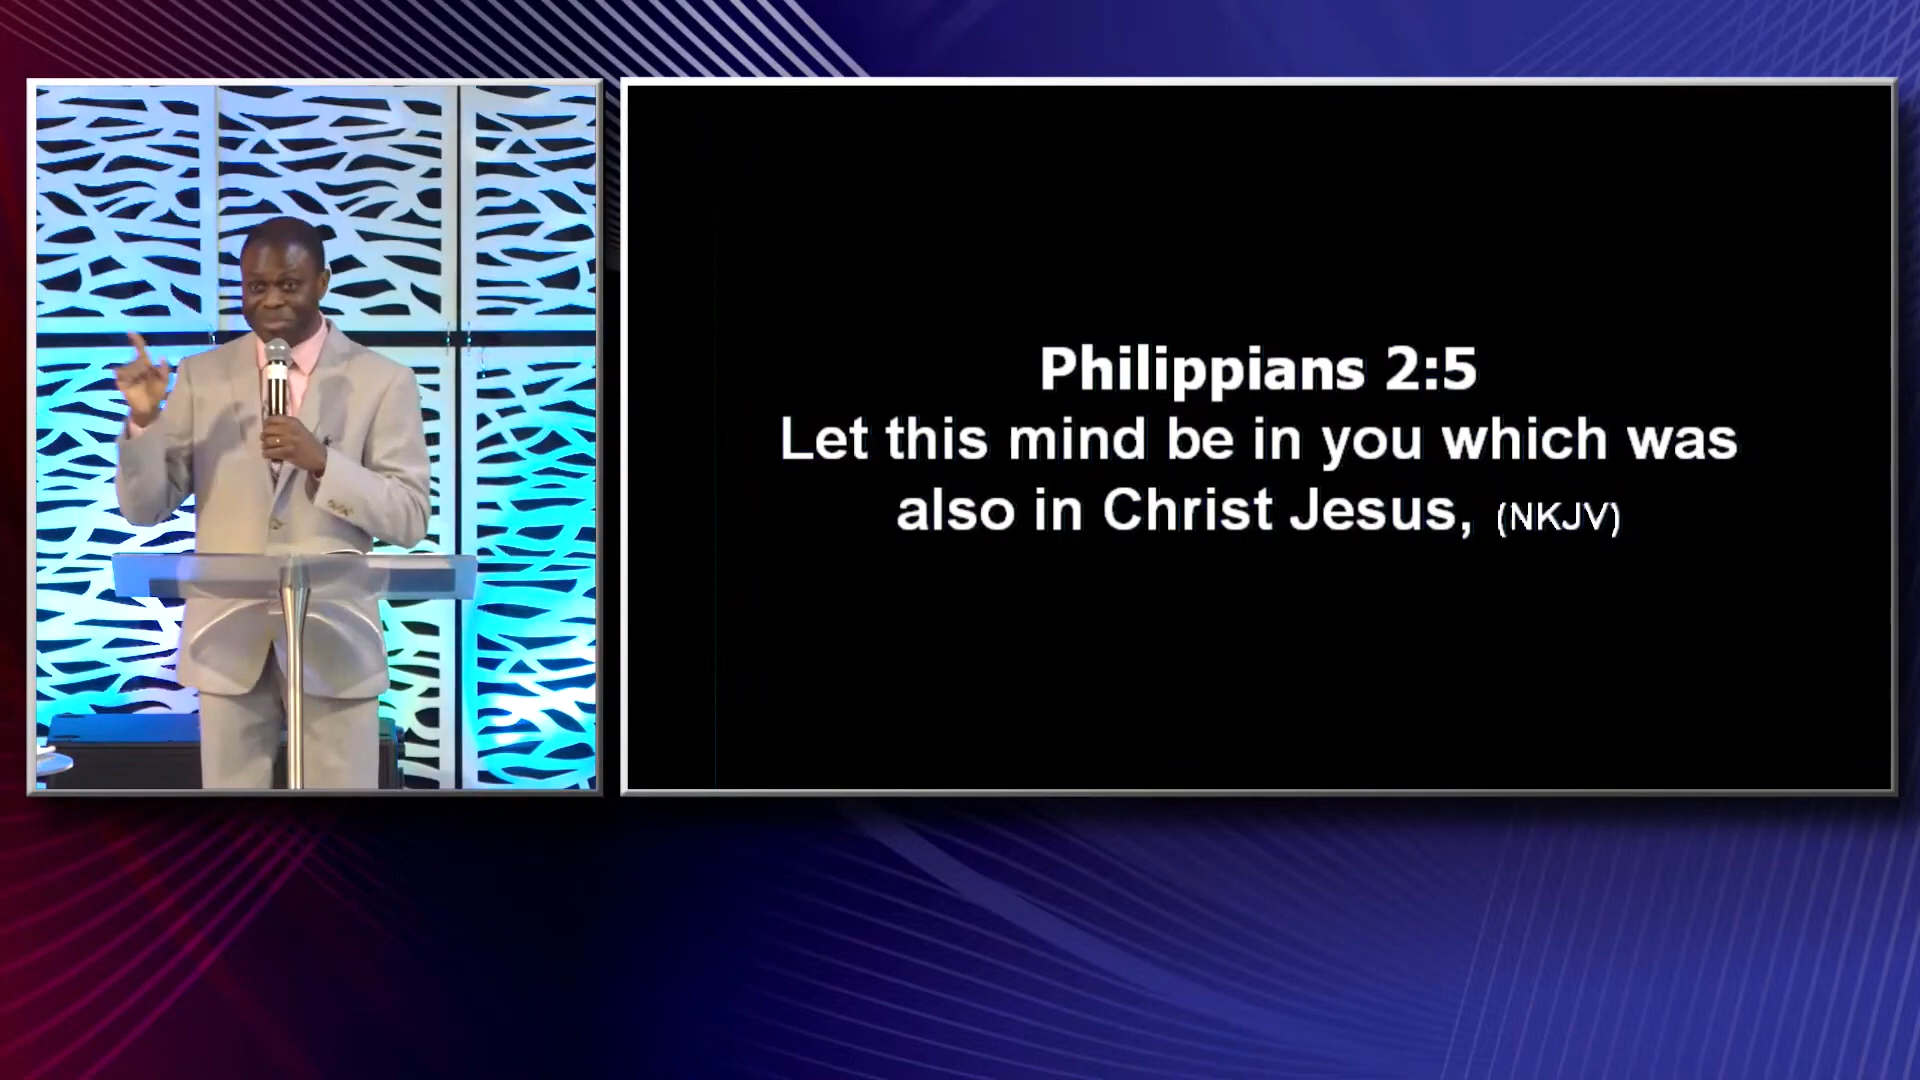 Philippians 2:5
Let this mind be in you which was
also in Christ Jesus, (NKJV)